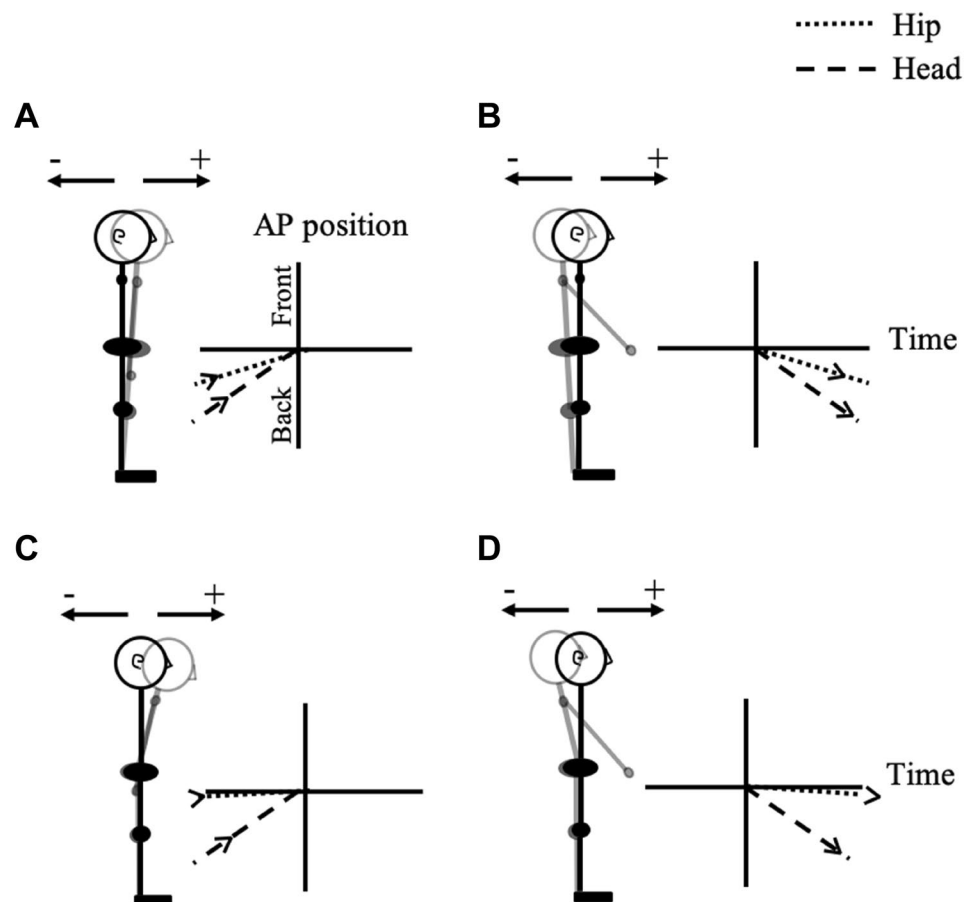 Hip
Head
A
B
- +
- +
AP position
Front
Back
Time
C
D
- +
- +
Time